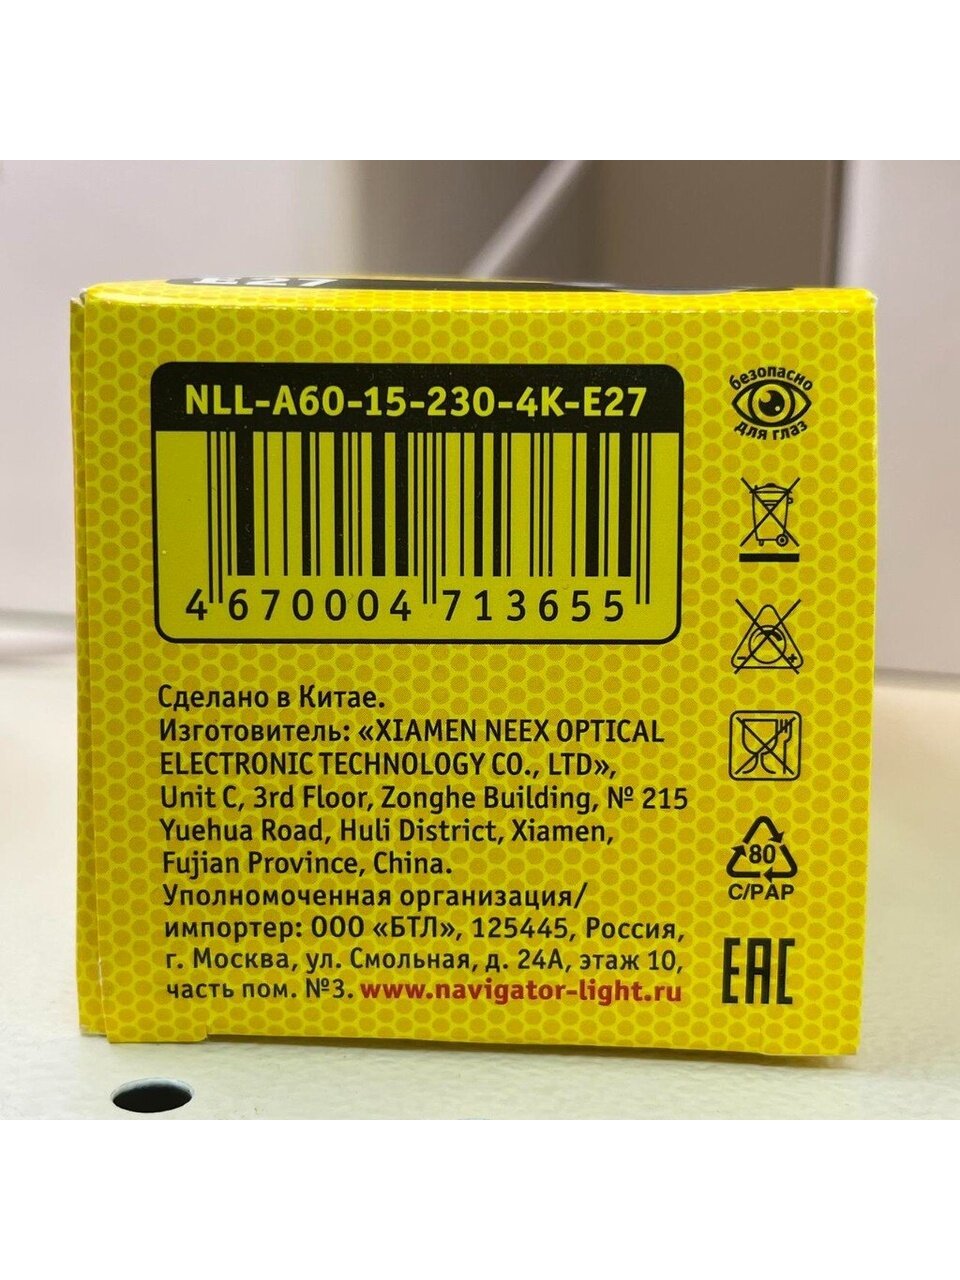 E27
NLL-A60-15-230-4K-E27
4 670004 713655
безопасно
для глаз
Сделано в Китае.
Изготовитель: «XIAMEN NEEX OPTICAL
ELECTRONIC TECHNOLOGY CO., LTD»,
Unit C, 3rd Floor, Zonghe Building, № 215
Yuehua Road, Huli District, Xiamen,
Fujian Province, China.
Уполномоченная организация/
импортер: ООО «БТЛ», 125445, Россия,
г. Москва, ул. Смольная, д. 24А, этаж 10,
часть пом. №3. www.navigator-light.ru
80
C/PAP
EAC